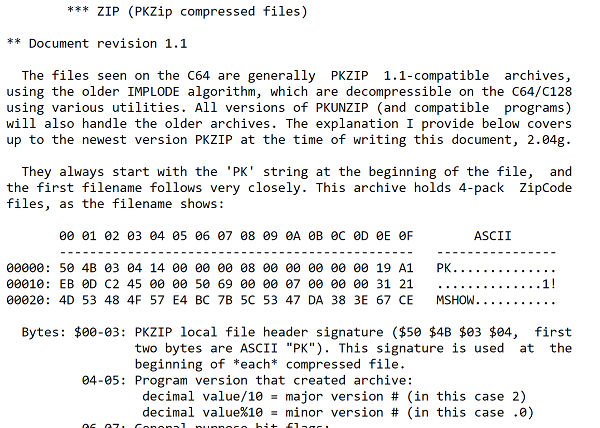 *** ZIP (PKZip compressed files)
** Document revision 1.1
The files seen on the C64 are generally PKZIP 1.1-compatible archives,
using the older IMPLODE algorithm, which are decompressible on the C64/C128
using various utilities. All versions of PKUNZIP (and compatible programs)
will also handle the older archives. The explanation I provide below covers
up to the newest version PKZIP at the time of writing this document, 2.04g.
They always start with the 'PK' string at the beginning of the file, and
the first filename follows very closely. This archive holds 4-pack ZipCode
files, as the filename shows:
00 01 02 03 04 05 06 07 08 09 0A 0B 0C 0D 0E 0F ASCII
----------------------------------------------- ----------------
00000: 50 4B 03 04 14 00 00 00 08 00 00 00 00 00 19 A1 PK..............
00010: EB 0D C2 45 00 00 50 69 00 00 07 00 00 00 31 21 ..............1!
00020: 4D 53 48 4F 57 E4 BC 7B 5C 53 47 DA 38 3E 67 CE MSHOW...........
Bytes: $00-03: PKZIP local file header signature ($50 $4B $03 $04, first
two bytes are ASCII "PK"). This signature is used at the
beginning of *each* compressed file.
04-05: Program version that created archive:
decimal value/10 = major version # (in this case 2)
decimal value%10 = minor version # (in this case .0)
06-07: General purpose bit flags: